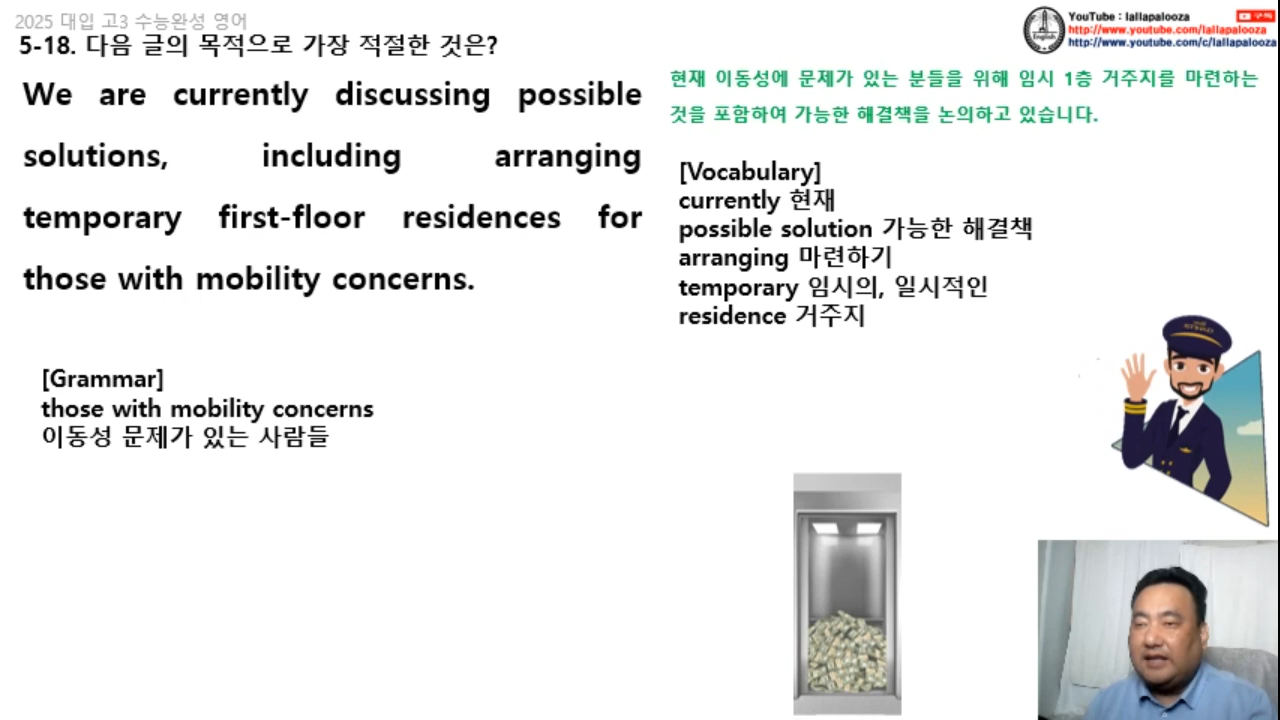 2025 대입 고3 수능완성 영어
5-18. 다음 글의 목적으로 가장 적절한 것은?
We are currently discussing possible
solutions, including arranging
temporary first-floor residences for
those with mobility concerns.
[Grammar]
those with mobility concerns
이동성 문제가 있는 사람들
YouTube : lallapalooza
구독
http://www.youtube.com/lallapalooza
http://www.youtube.com/c/lallapalooza
English
현재 이동성에 문제가 있는 분들을 위해 임시 1층 거주지를 마련하는
것을 포함하여 가능한 해결책을 논의하고 있습니다.
[Vocabulary]
currently 현재
possible solution 가능한 해결책
arranging 마련하기
temporary 임시의, 일시적인
residence 거주지